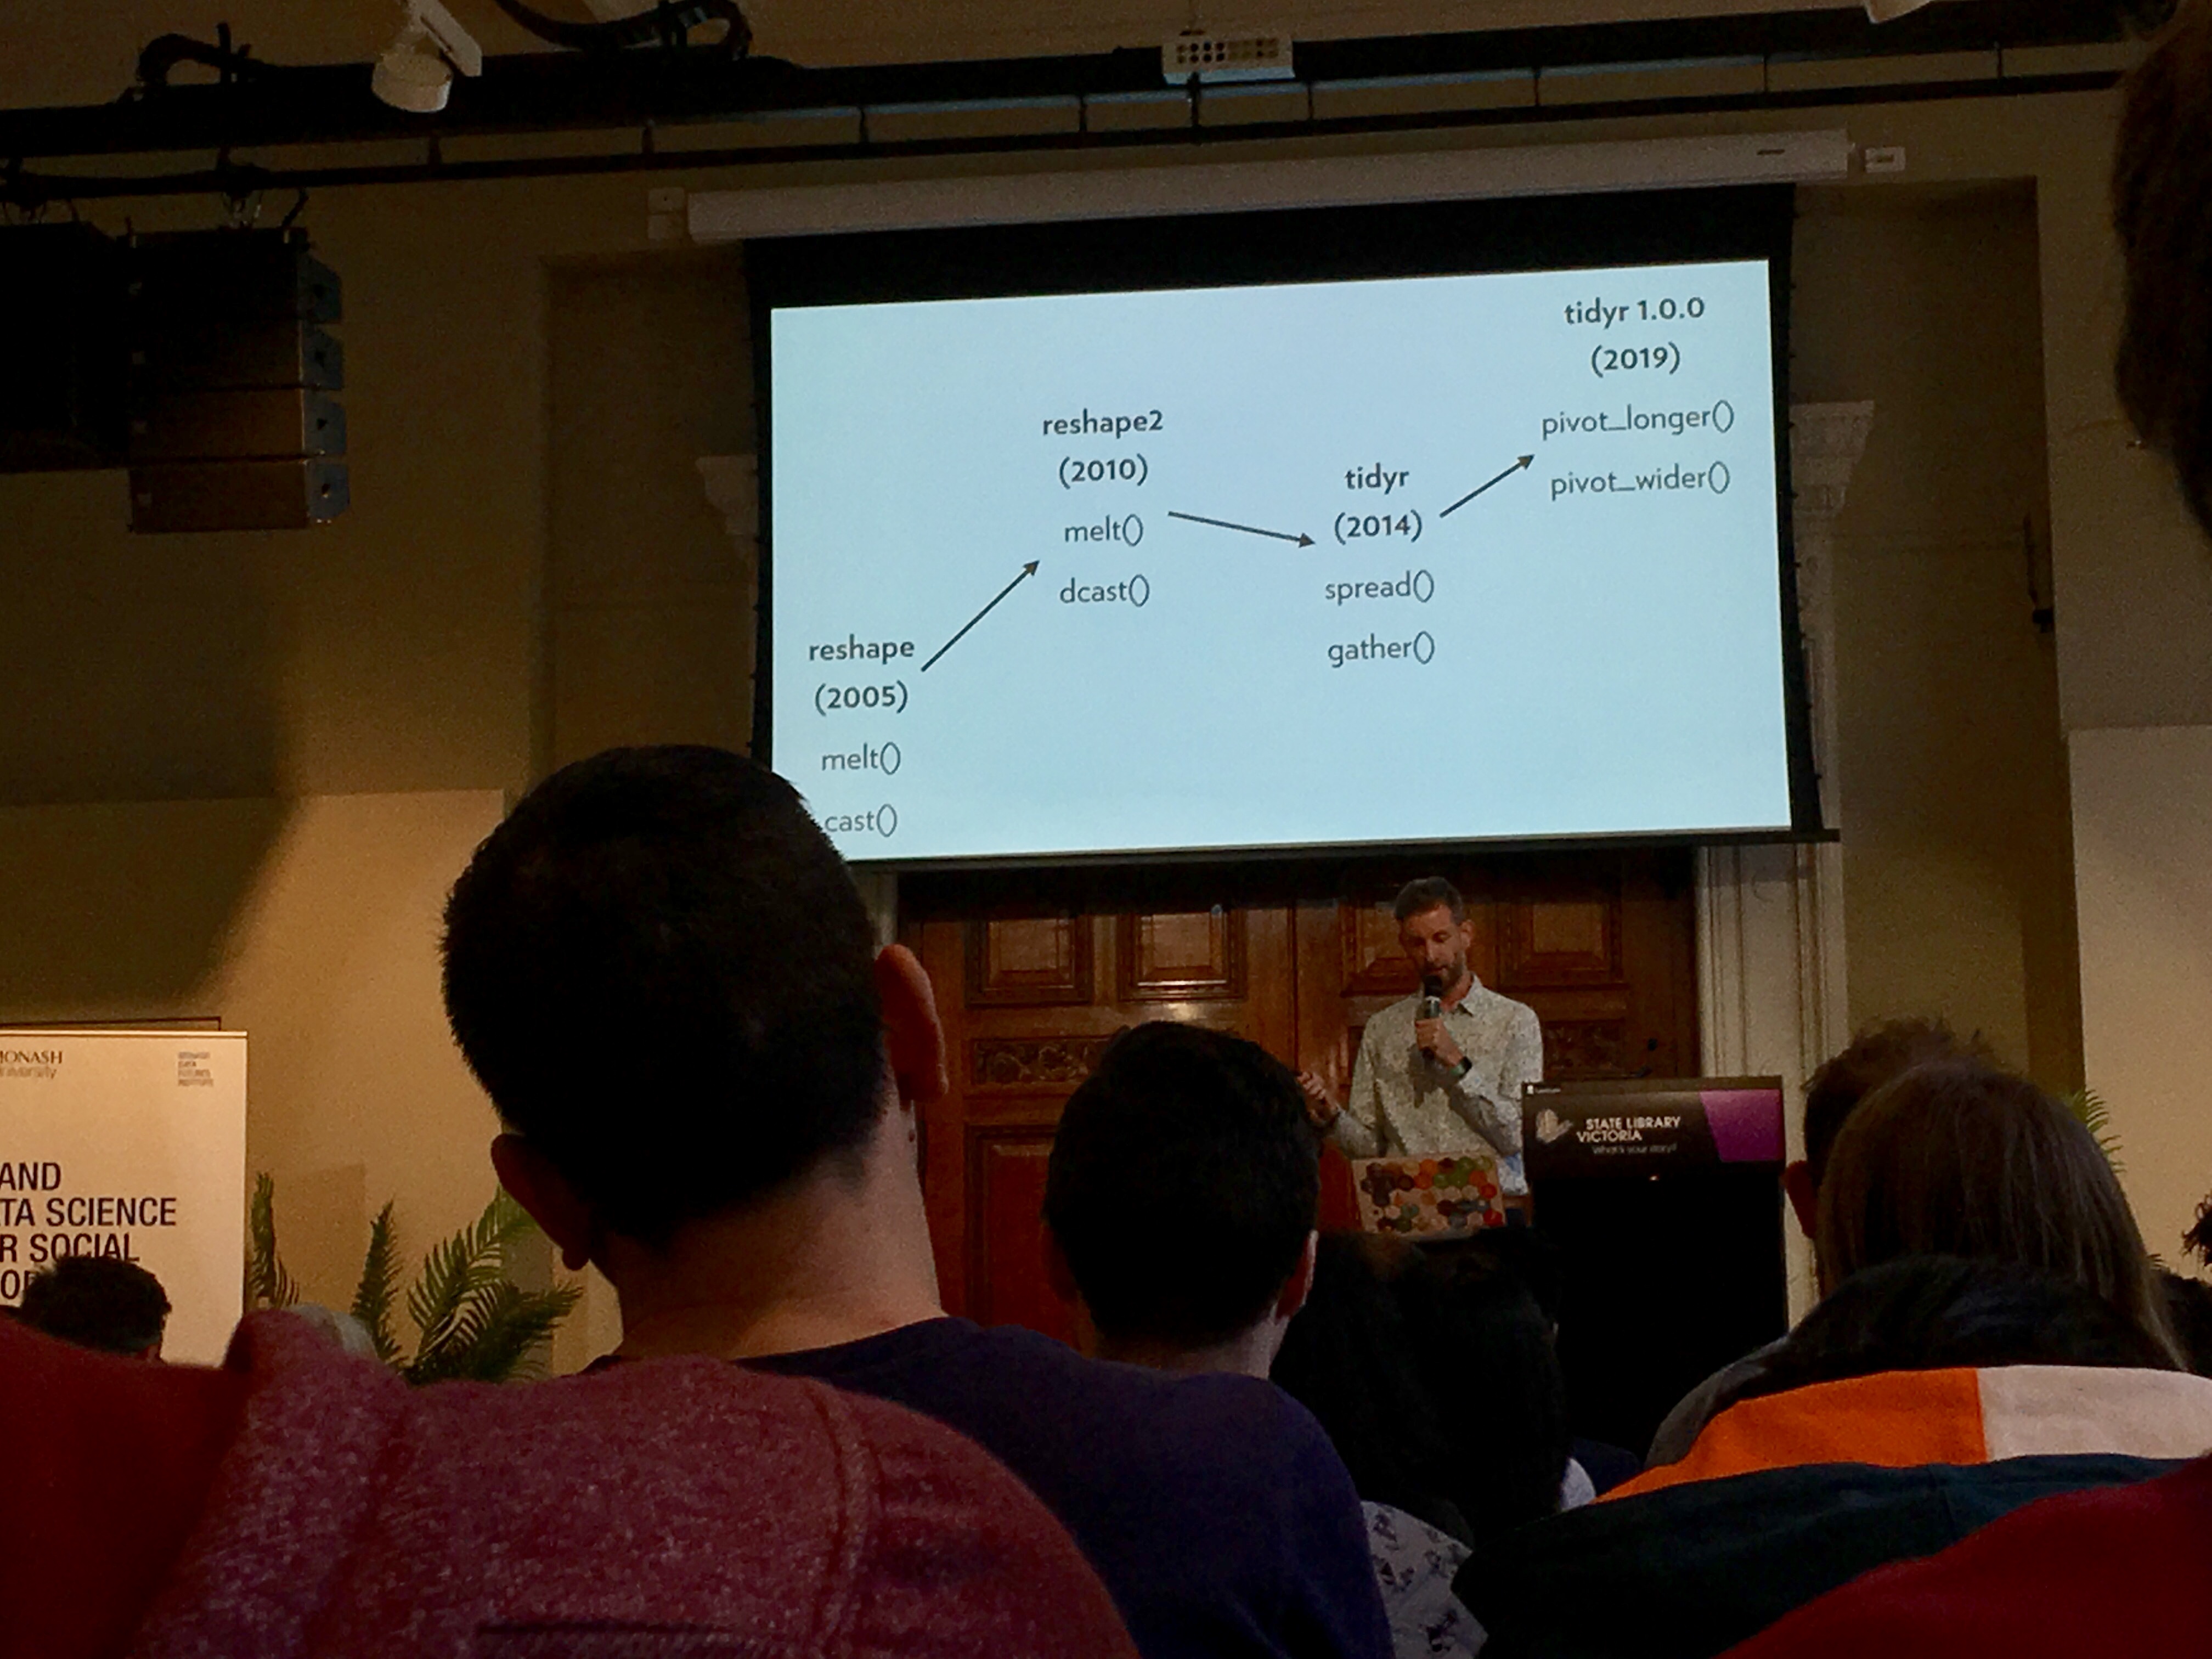 tidyr 1.0.0
(2019)
pivot_longer()
pivot_wider()
reshape2
(2010)
melt()
dcast()
tidyr
(2014)
spread()
gather()
reshape
(2005)
melt()
cast()
STATE LIBRARY
VICTORIA
What's your story?
MONASH
University
AND
TA SCIENCE
R SOCIAL